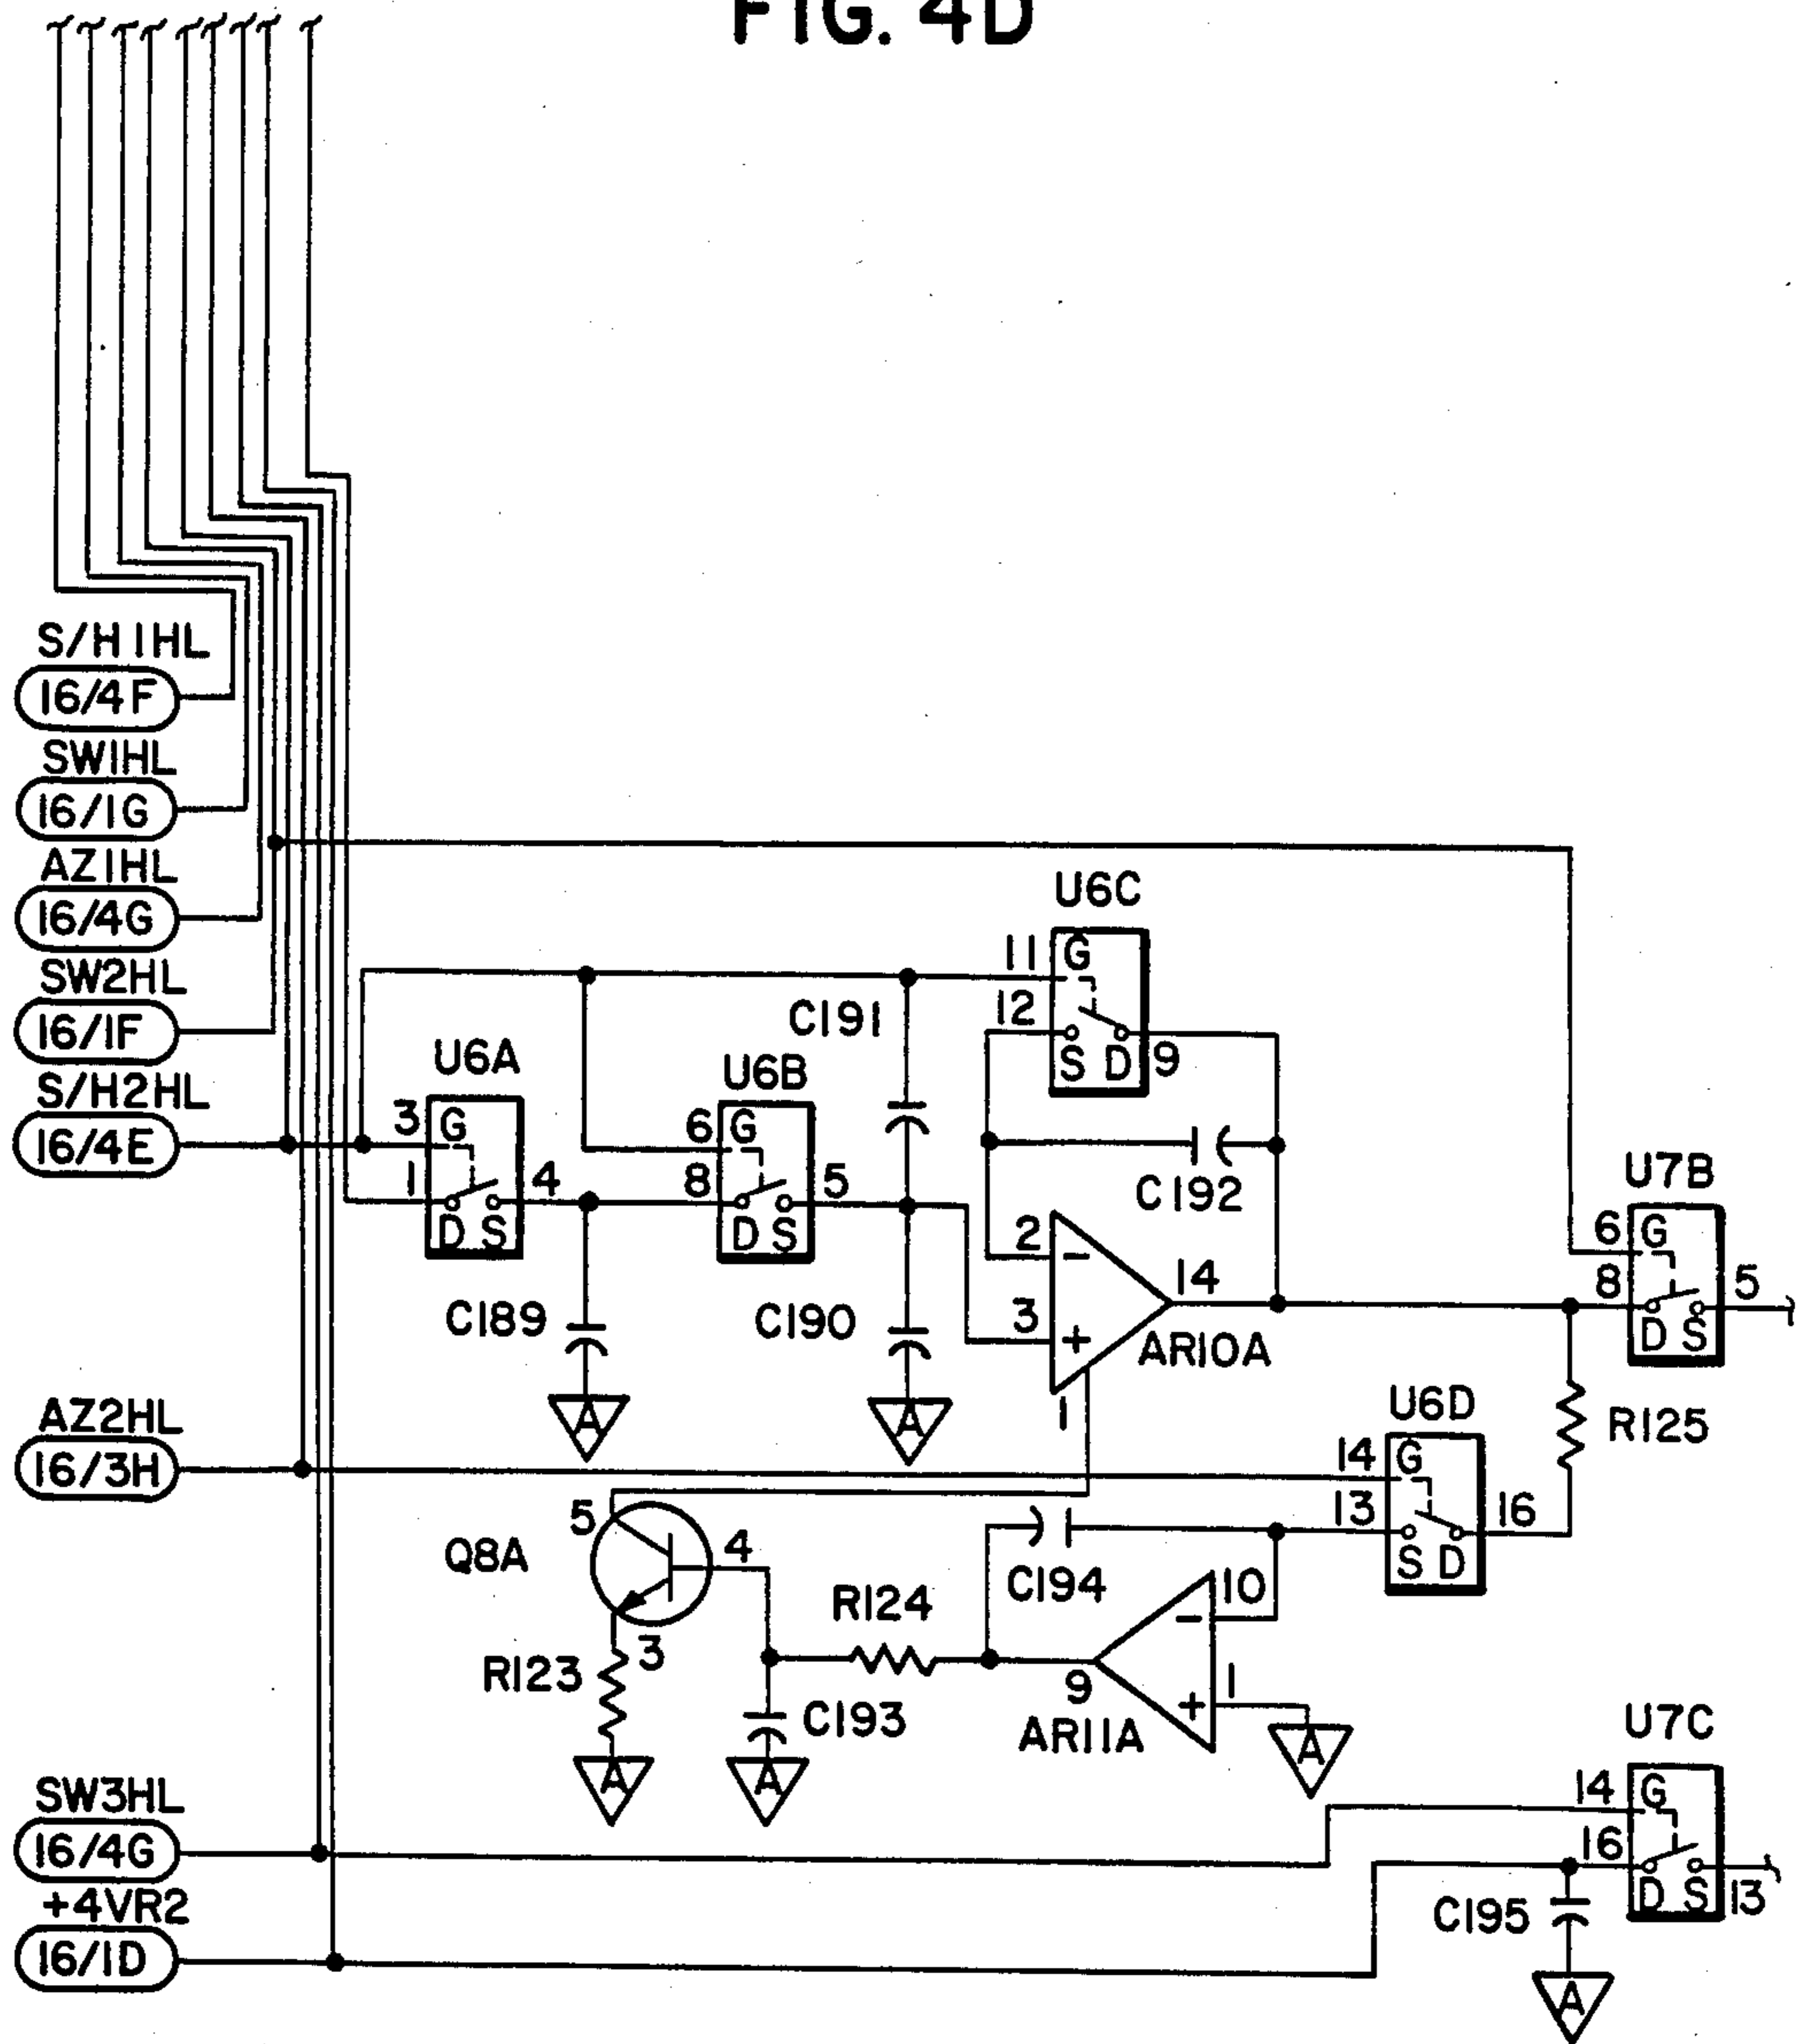 FIG. 4D
S/H1HL
16/4F
SW1HL
16/1G
AZ1HL
16/4G
SW2HL
16/1F
S/H2HL
16/4E
U6A
3 G
1
D S
4
U6B
6 G
8
D S
5
C191
U6C
11 G
12
S D
9
C192
C189
A
C190
A
2
-
3
+
14
AR10A
1
U7B
6 G
8
D S
5
R125
AZ2HL
16/3H
U6D
14 G
13
S D
16
5
Q8A
4
3
R123
A
R124
C193
A
C194
10
-
9
+
1
AR11A
A
SW3HL
16/4G
+4VR2
16/1D
U7C
14 G
16
D S
13
C195
A